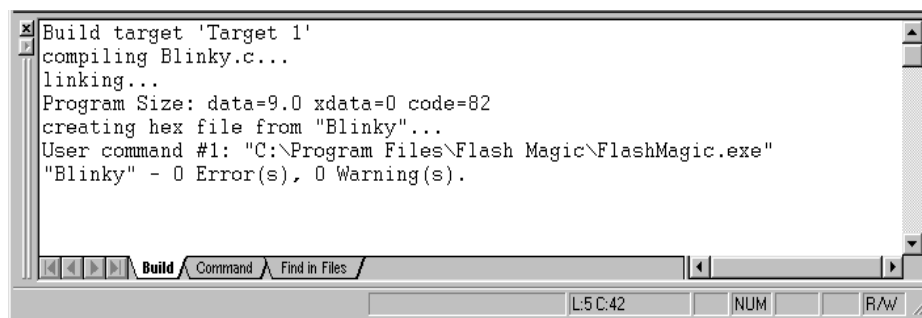 Build target 'Target 1'
compiling Blinky.c...
linking...
Program Size: data=9.0 xdata=0 code=82
creating hex file from "Blinky"...
User command #1: "C:\Program Files\Flash Magic\FlashMagic.exe"
"Blinky" - 0 Error(s), 0 Warning(s).
Build Command Find in Files
L:5 C:42 NUM R/W